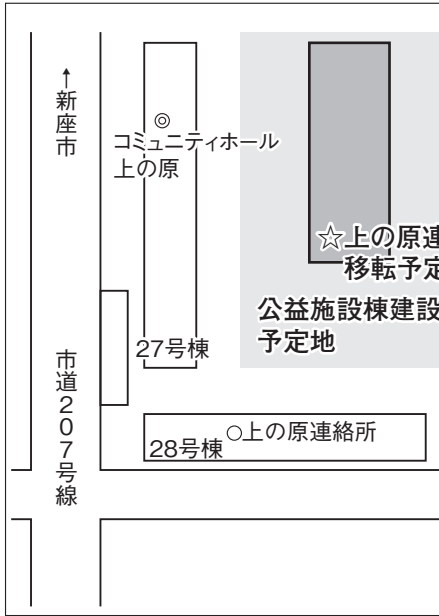 ↑新座市
◎
コミュニティホール
上の原
☆上の原連
移転予定
公益施設棟建設
予定地
27号棟
市道207号線
○上の原連絡所
28号棟